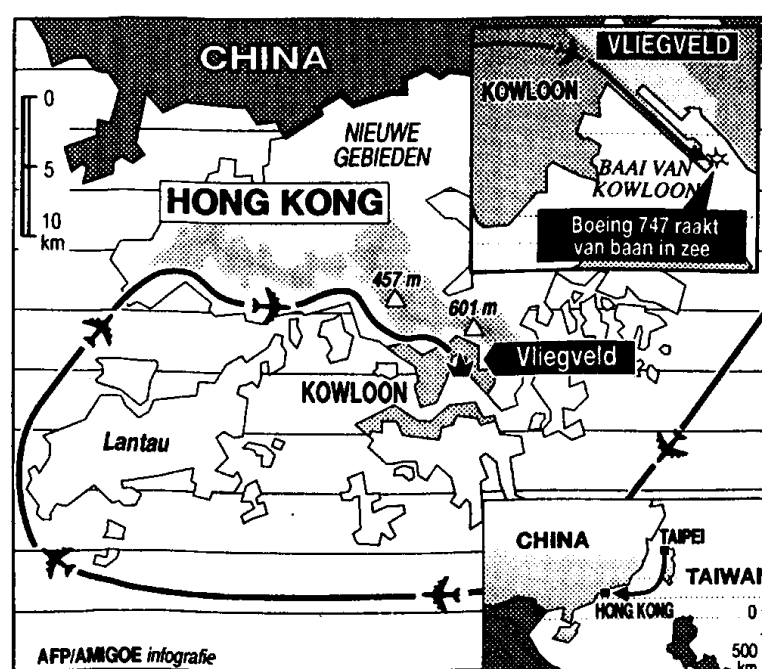 CHINA
0
5
10
km
NIEUWE
GEBIEDEN
HONG KONG
VLIEGVELD
KOWLOON
BAAI VAN
KOWLOON
Boeing 747 raakt
van baan in zee
457 m
601 m
Vliegveld
KOWLOON
Lantau
CHINA
TAIPEI
TAIWAN
HONG KONG
0
500
km
AFP/AMIGOE infografie